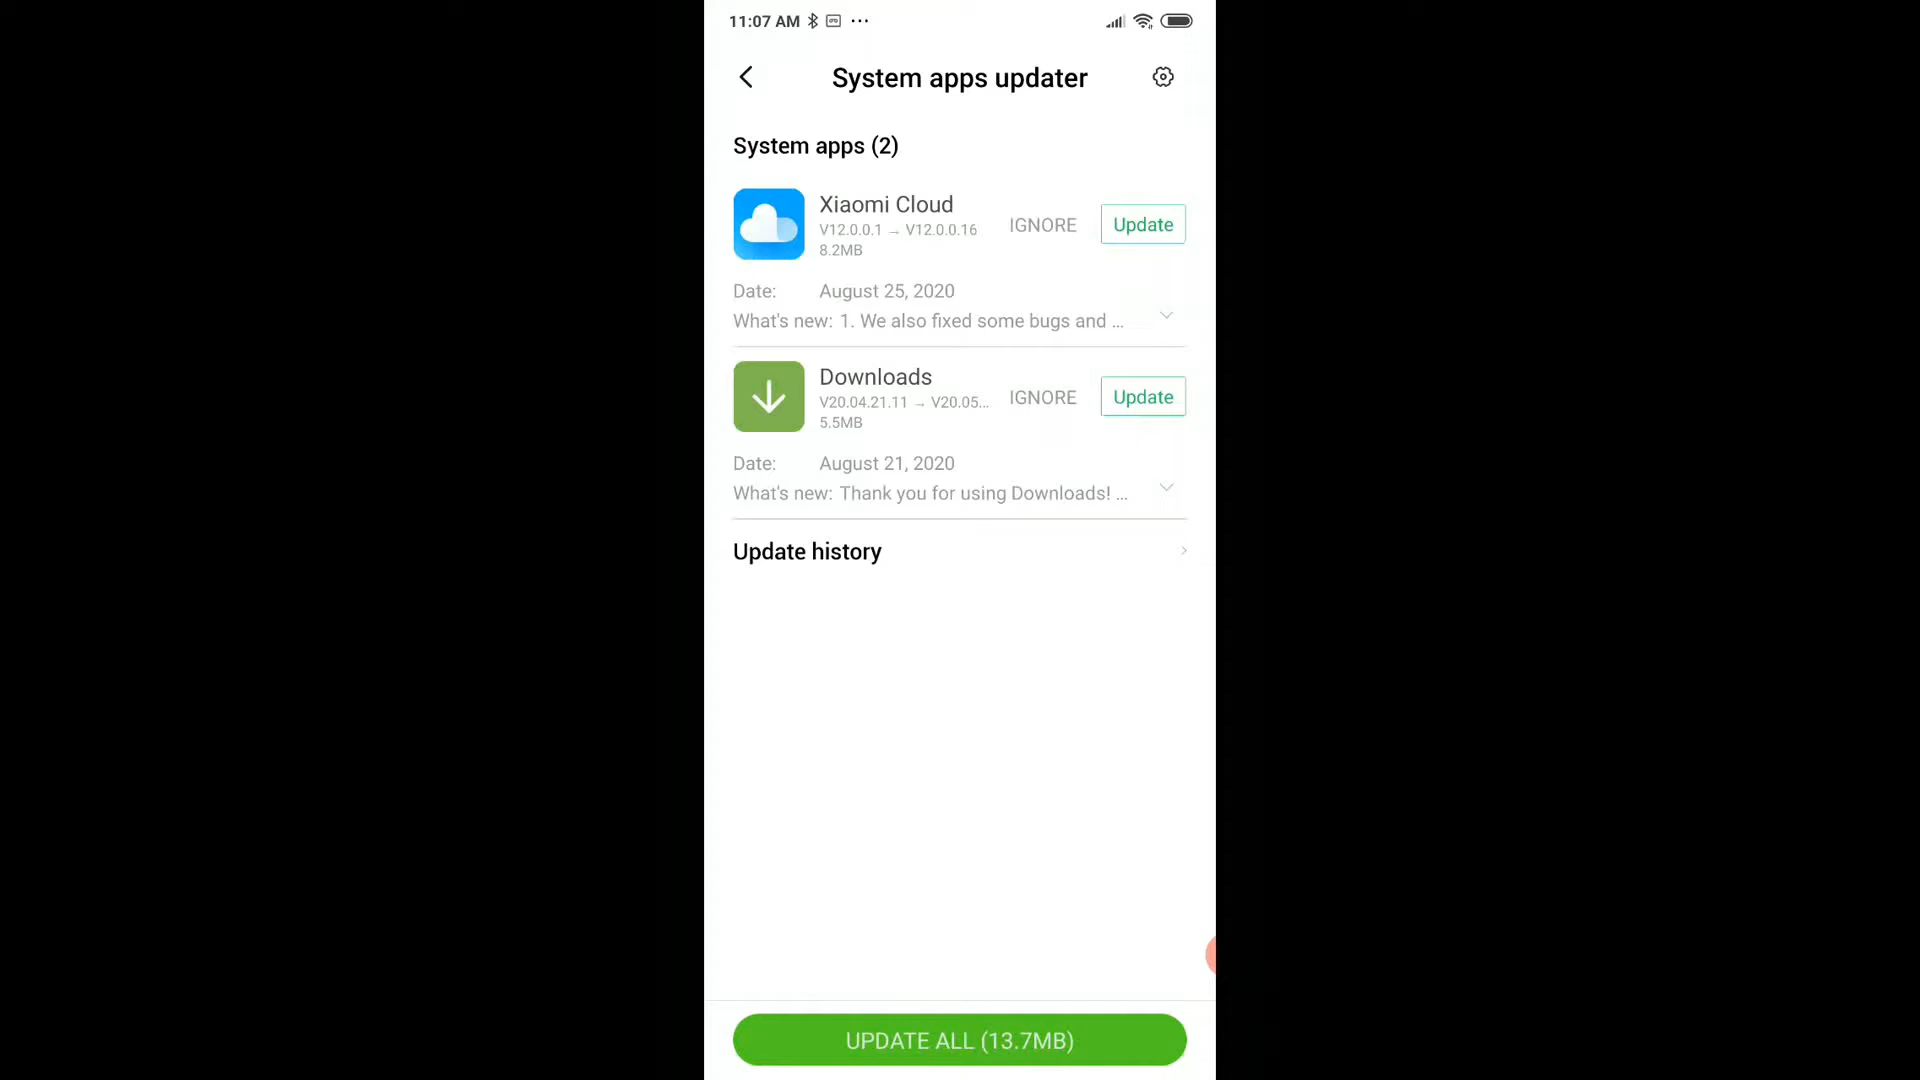 11:07 AM
System apps updater
System apps (2)
Xiaomi Cloud
V12.0.0.1 → V12.0.0.16
8.2MB
IGNORE
Update
Date: August 25, 2020
What's new: 1. We also fixed some bugs and ...
Downloads
V20.04.21.11 → V20.05...
5.5MB
IGNORE
Update
Date: August 21, 2020
What's new: Thank you for using Downloads! ...
Update history
UPDATE ALL (13.7MB)